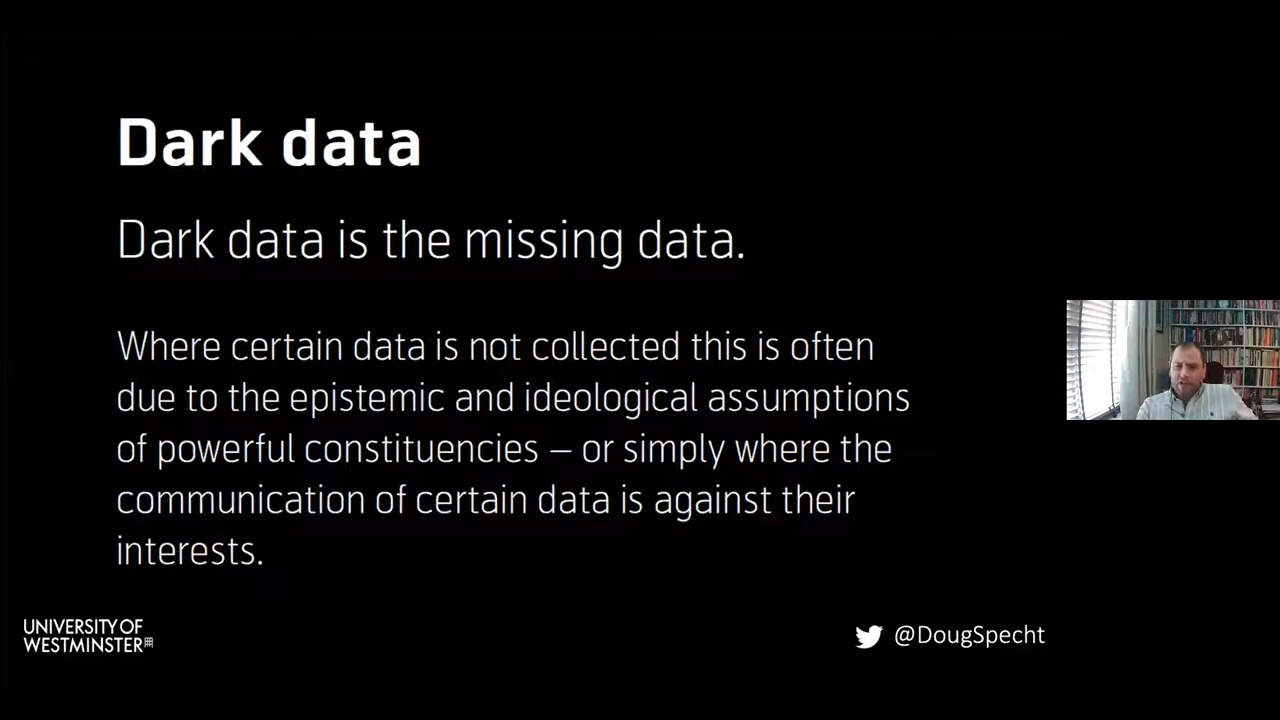 Dark data
Dark data is the missing data.
Where certain data is not collected this is often
due to the epistemic and ideological assumptions
of powerful constituencies – or simply where the
communication of certain data is against their
interests.
UNIVERSITY OF
WESTMINSTER
@DougSpecht